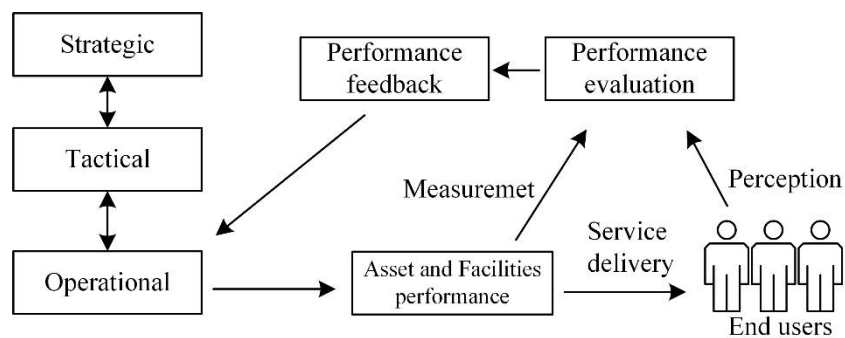 Strategic
Performance
feedback
Performance
evaluation
Tactical
Measuremet
Perception
Service
delivery
Operational
Asset and Facilities
performance
End users